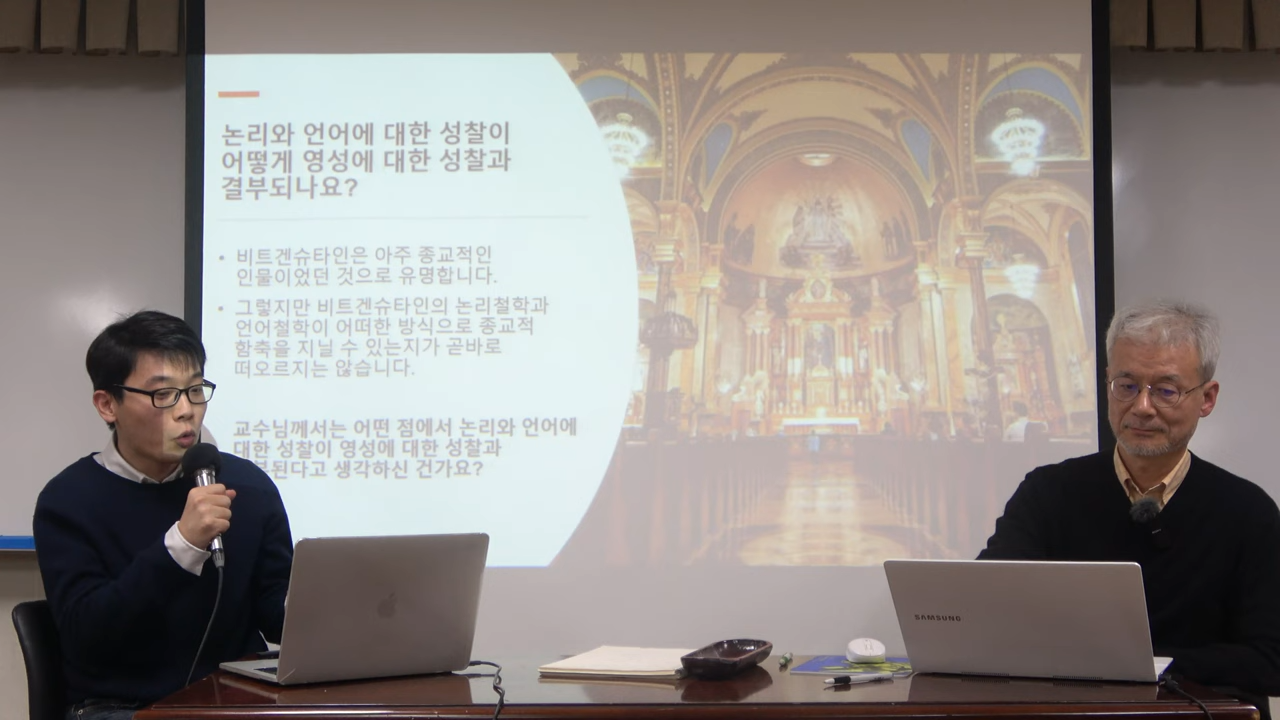 논리와 언어에 대한 성찰이
어떻게 영성에 대한 성찰과
결부되나요?
• 비트겐슈타인은 아주 종교적인
인물이었던 것으로 유명합니다.
• 그렇지만 비트겐슈타인의 논리철학과
언어철학이 어떠한 방식으로 종교적
함축을 지닐 수 있는지가 곧바로
떠오르지는 않습니다.
교수님께서는 어떤 점에서 논리와 언어에
대한 성찰이 영성에 대한 성찰과
된다고 생각하신 건가요?
SAMSUNG